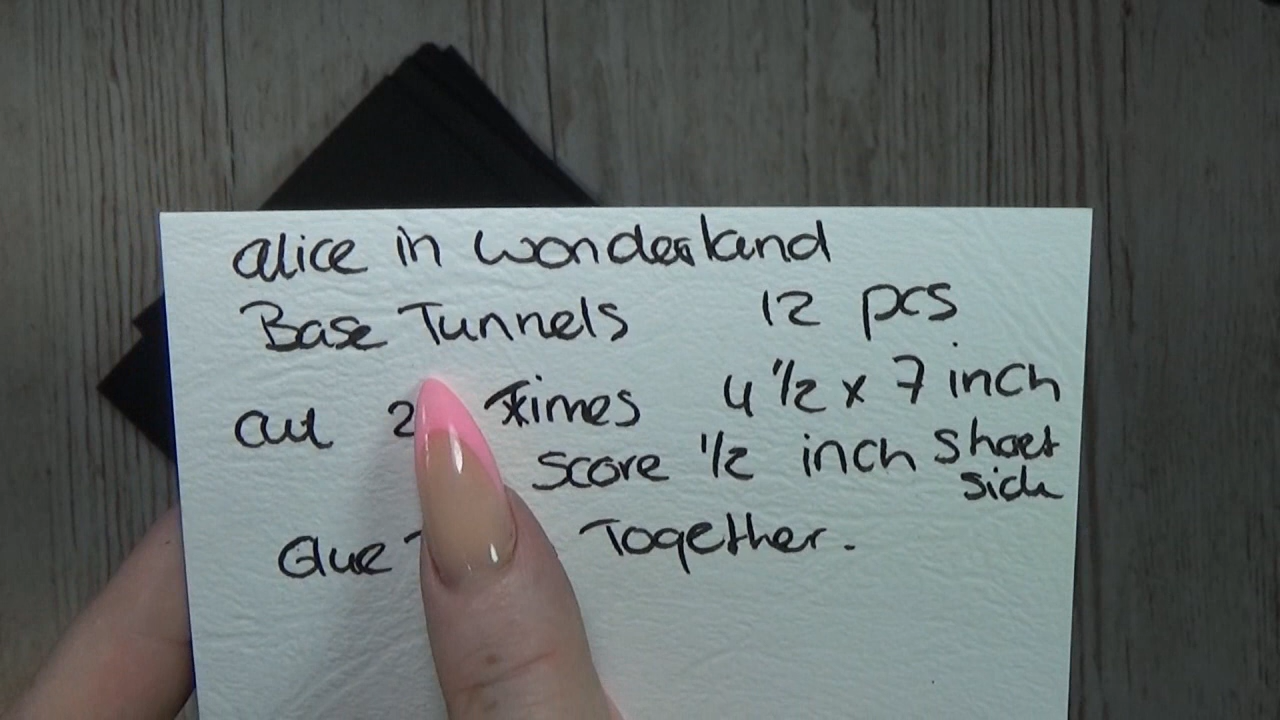 alice in wonderland
Base Tunnels 12 pcs
cut times 4 1/2 x 7 inch
score 1/2 inch short
side
Glue Together.